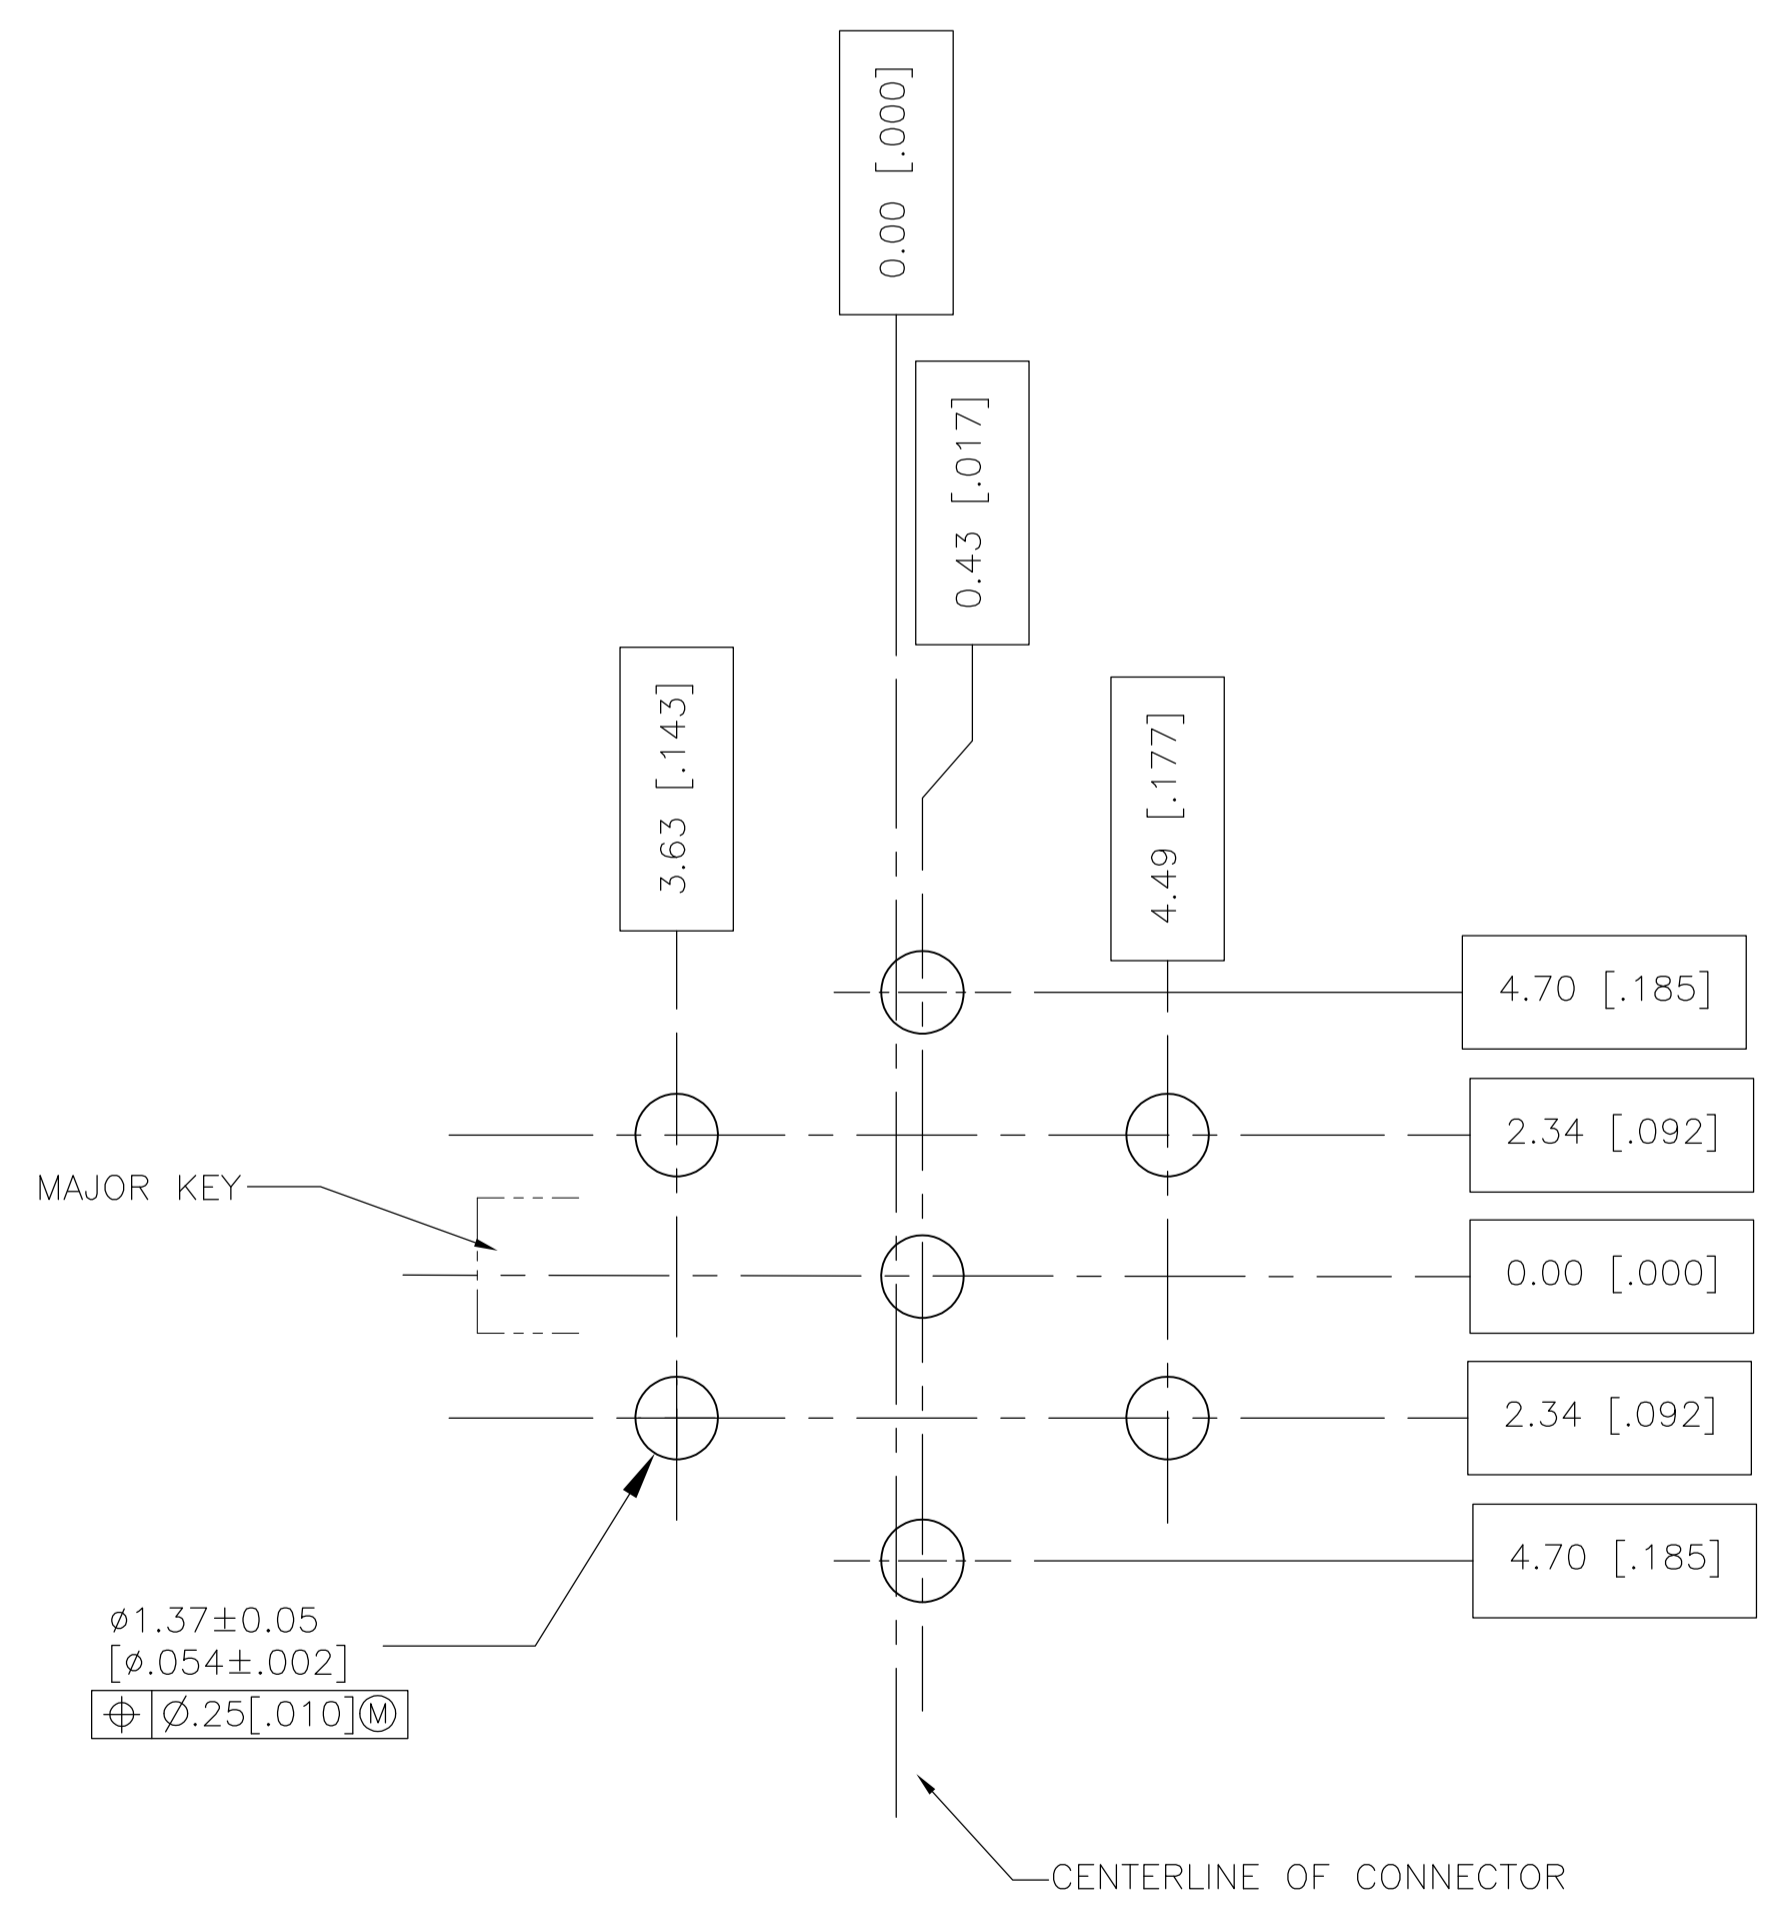 0.00 [.000]
0.43 [.017]
3.63 [.143]
4.49 [.177]
4.70 [.185]
2.34 [.092]
MAJOR KEY
0.00 [.000]
2.34 [.092]
4.70 [.185]
ø1.37±0.05
[ø.054±.002]
⌖ Ø.25[.010]Ⓜ
CENTERLINE OF CONNECTOR